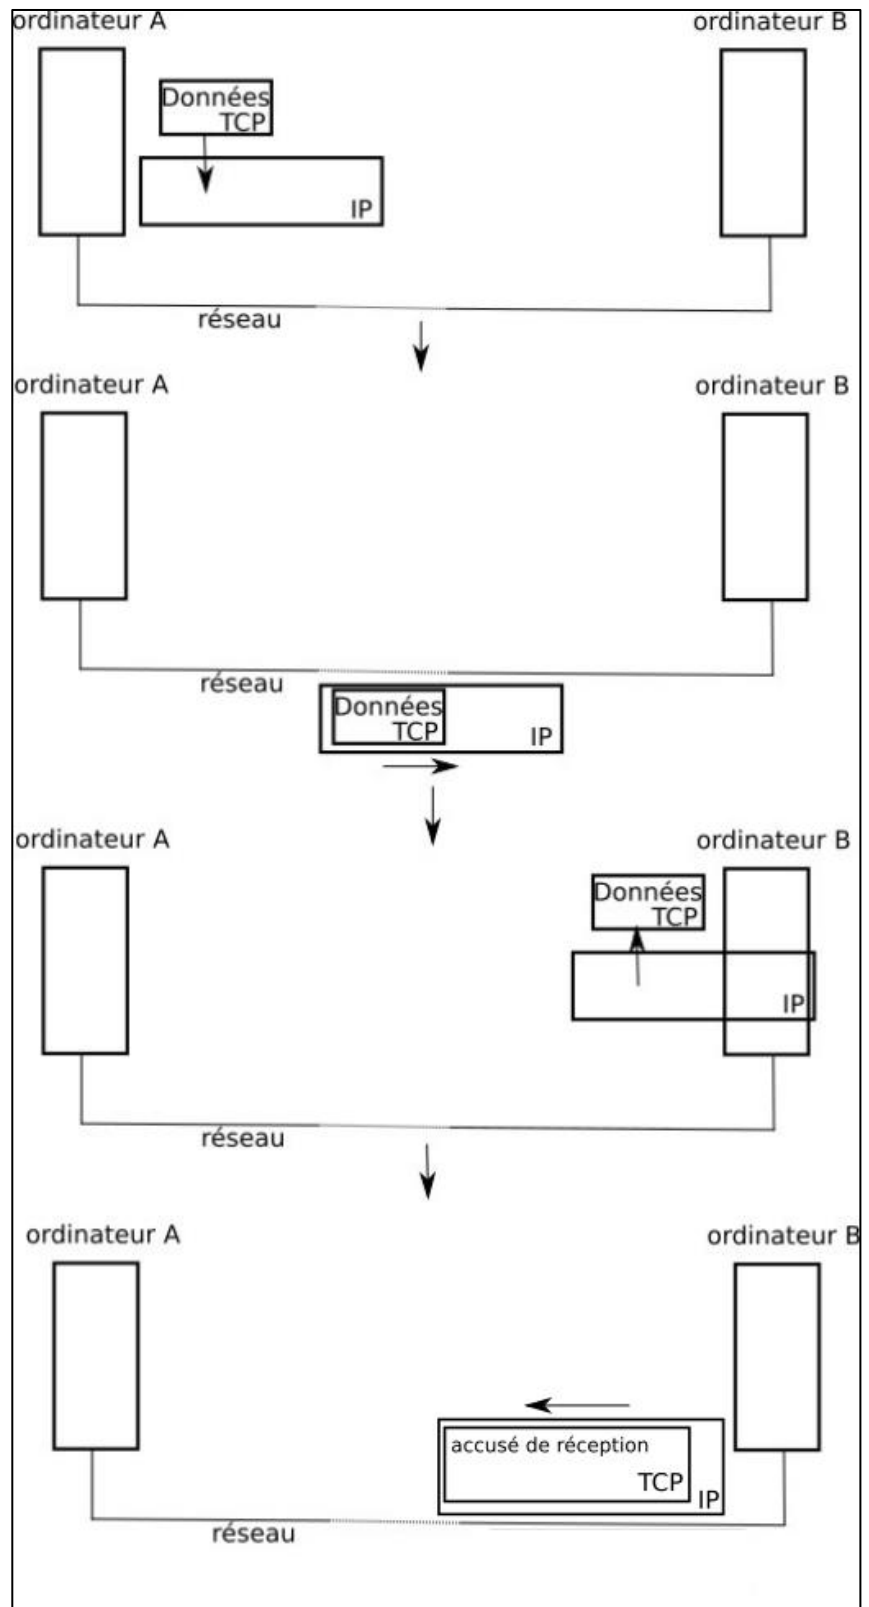 ordinateur A
ordinateur B
Données
TCP
IP
réseau
ordinateur A
ordinateur B
réseau
Données
TCP
IP
ordinateur A
ordinateur B
Données
TCP
IP
réseau
ordinateur A
ordinateur B
accusé de réception
TCP
IP
réseau